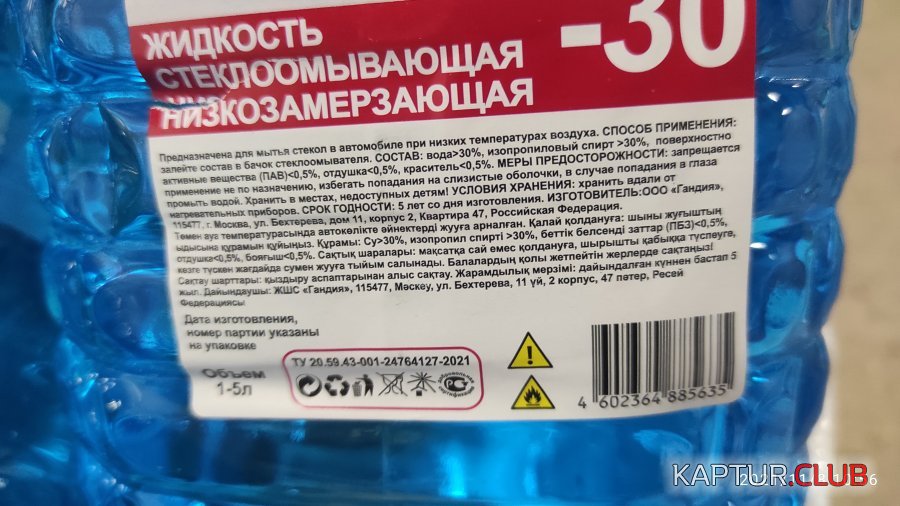 ЖИДКОСТЬ
СТЕКЛООМЫВАЮЩАЯ
НИЗКОЗАМЕРЗАЮЩАЯ
-30
Предназначена для мытья стекол в автомобиле при низких температурах воздуха. СПОСОБ ПРИМЕНЕНИЯ:
залейте состав в бачок стеклоомывателя. СОСТАВ: вода>30%, изопропиловый спирт >30%, поверхностно
активные вещества (ПАВ)<0,5%, отдушка<0,5%, краситель<0,5%. МЕРЫ ПРЕДОСТОРОЖНОСТИ: запрещается
применение не по назначению, избегать попадания на слизистые оболочки, в случае попадания в глаза
промыть водой. Хранить в местах, недоступных детям! УСЛОВИЯ ХРАНЕНИЯ: хранить вдали от
нагревательных приборов. СРОК ГОДНОСТИ: 5 лет со дня изготовления. ИЗГОТОВИТЕЛЬ:ООО «Гандия»,
115477, г. Москва, ул. Бехтерева, дом 11, корпус 2, Квартира 47, Российская Федерация.
Төмен ауа температурасында автокөлікте әйнектерді жууға арналған. Қалай қолдануға: шыны жуғыштың
ыдысына құрамын құйыңыз. Құрамы: Су>30%, изопропил спирті >30%, беттік белсенді заттар (ПБЗ)<0,5%,
отдушка<0,5%, бояғыш<0,5%. Сақтық шаралары: мақсатқа сай емес қолдануға, шырышты қабыққа түслеуге,
көзге түскен жағдайда сумен жууға тыйым салынады. Балалардың қолы жетпейтін жерлерде сақтаңыз!
Сақтау шарттары: қыздыру аспаптарынан алыс сақтау. Жарамдылық мерзімі: дайындалған күннен бастап 5
жыл. Дайындаушы: ЖШС «Гандия», 115477, Мәскеу, ул. Бехтерева, 11 үй, 2 корпус, 47 пәтер, Ресей
Федерациясы
Дата изготовления,
номер партии указаны
на упаковке
Объем
1-5л
ТУ 20.59.43-001-24764127-2021
Добровольная
сертификация
4 602364 885635
KAPTUR.CLUB